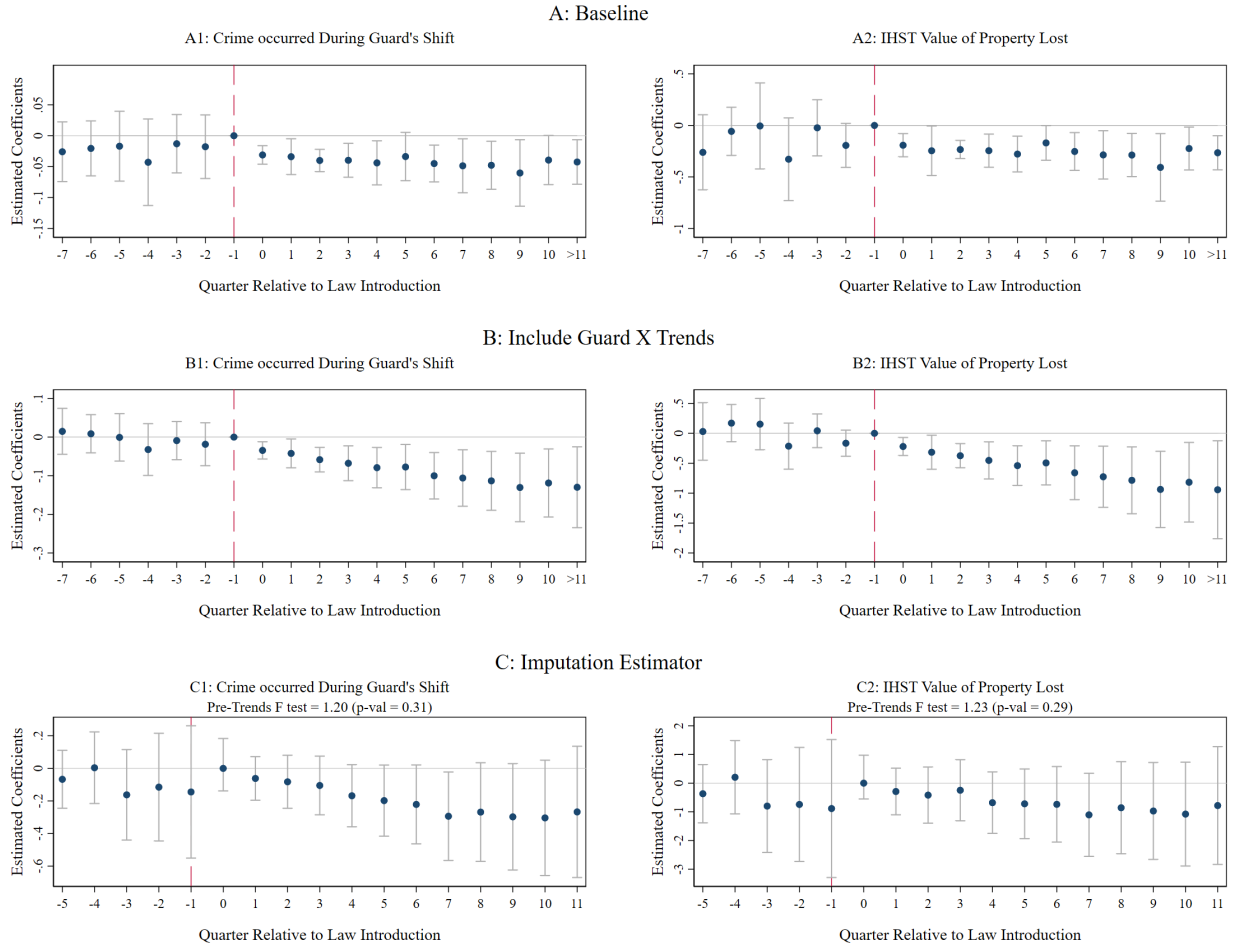 A: Baseline
A1: Crime occurred During Guard's Shift
Estimated Coefficients
.05
0
-.05
-.1
-.15
-7 -6 -5 -4 -3 -2 -1 0 1 2 3 4 5 6 7 8 9 10 >11
Quarter Relative to Law Introduction
A2: IHST Value of Property Lost
Estimated Coefficients
.5
0
-.5
-1
-7 -6 -5 -4 -3 -2 -1 0 1 2 3 4 5 6 7 8 9 10 >11
Quarter Relative to Law Introduction
B: Include Guard X Trends
B1: Crime occurred During Guard's Shift
Estimated Coefficients
.1
0
-.1
-.2
-.3
-7 -6 -5 -4 -3 -2 -1 0 1 2 3 4 5 6 7 8 9 10 >11
Quarter Relative to Law Introduction
B2: IHST Value of Property Lost
Estimated Coefficients
.5
0
-.5
-1
-1.5
-2
-7 -6 -5 -4 -3 -2 -1 0 1 2 3 4 5 6 7 8 9 10 >11
Quarter Relative to Law Introduction
C: Imputation Estimator
C1: Crime occurred During Guard's Shift
Pre-Trends F test = 1.20 (p-val = 0.31)
Estimated Coefficients
.2
0
-.2
-.4
-.6
-5 -4 -3 -2 -1 0 1 2 3 4 5 6 7 8 9 10 11
Quarter Relative to Law Introduction
C2: IHST Value of Property Lost
Pre-Trends F test = 1.23 (p-val = 0.29)
Estimated Coefficients
2
1
0
-1
-2
-3
-5 -4 -3 -2 -1 0 1 2 3 4 5 6 7 8 9 10 11
Quarter Relative to Law Introduction